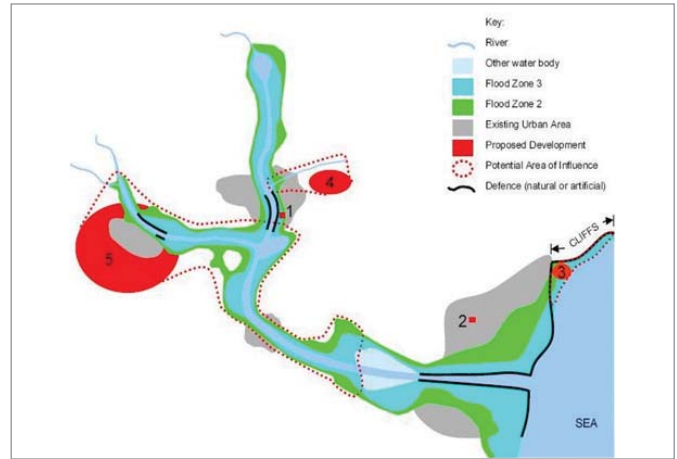 Key:
River
Other water body
Flood Zone 3
Flood Zone 2
Existing Urban Area
Proposed Development
Potential Area of Influence
Defence (natural or artificial)
4
1
CLIFFS
5
3
2
SEA